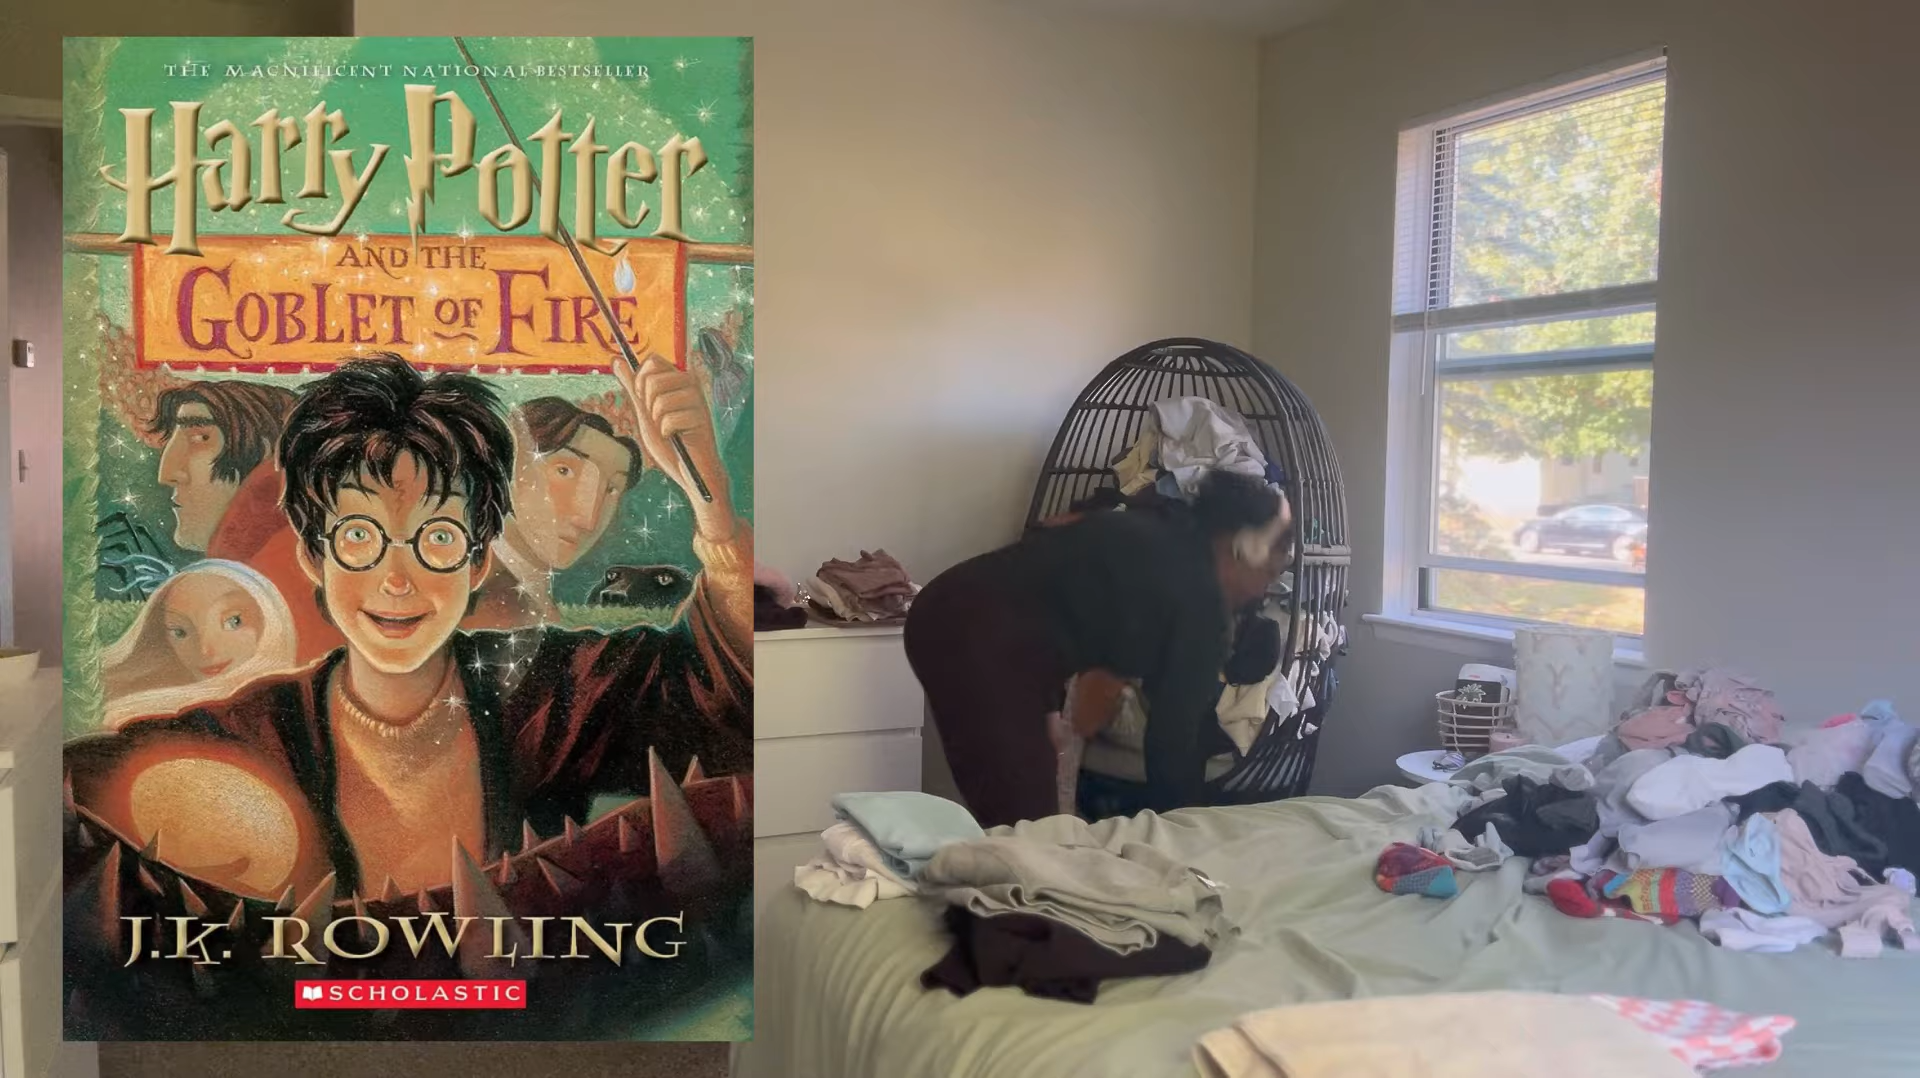 THE MAGNIFICENT NATIONAL BESTSELLER
Harry Potter
AND THE
GOBLET OF FIRE
J.K. ROWLING
SCHOLASTIC